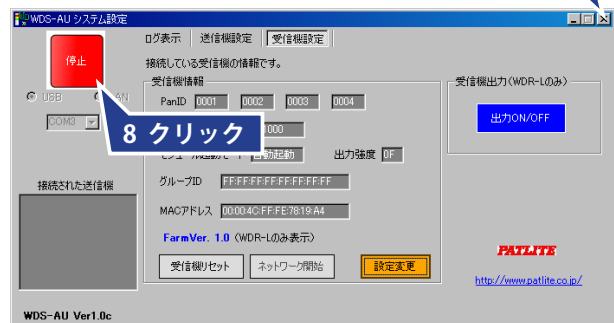 WDS-AU システム設定
ログ表示 送信機設定 受信機設定
停止
接続している受信機の情報です。
受信機情報
受信機出力(WDR-Lのみ)
USB
PanID 0001 0002 0003 0004
出力ON/OFF
COM3
8 クリック
000
自動起動 出力強度 0F
接続された送信機
グループID FF:FF:FF:FF:FF:FF:FF:FF
MACアドレス 00:00:4C:FF:FE:78:19:A4
FarmVer. 1.0 (WDR-Lのみ表示)
受信機リセット ネットワーク開始 設定変更
PATLITE
http://www.patlite.co.jp/
WDS-AU Ver1.0c